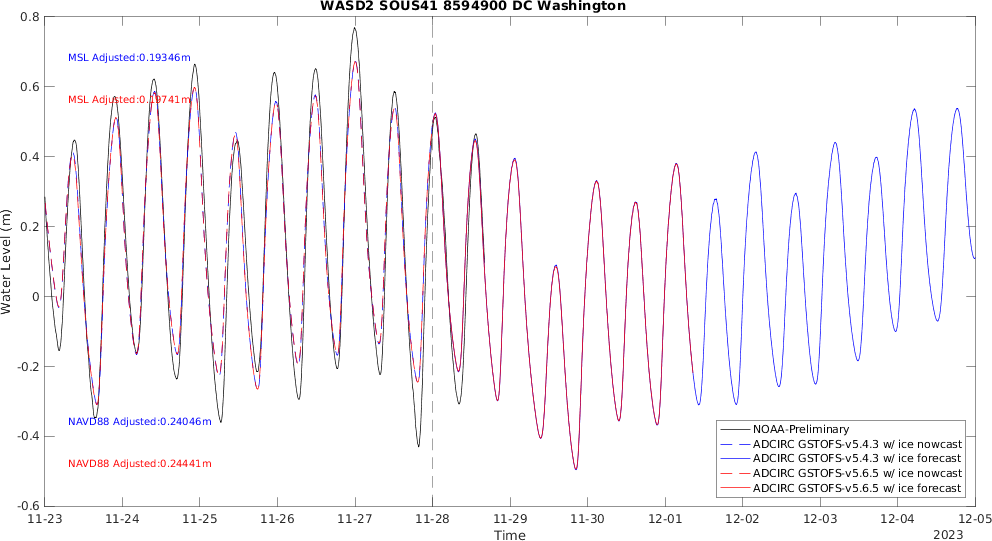 WASD2 SOUS41 8594900 DC Washington
0.8
0.6
0.4
0.2
0
-0.2
-0.4
-0.6
Water Level (m)
MSL Adjusted:0.19346m
MSL Adjusted:0.19741m
NAVD88 Adjusted:0.24046m
NAVD88 Adjusted:0.24441m
NOAA-Preliminary
ADCIRC GSTOFS-v5.4.3 w/ ice nowcast
ADCIRC GSTOFS-v5.4.3 w/ ice forecast
ADCIRC GSTOFS-v5.6.5 w/ ice nowcast
ADCIRC GSTOFS-v5.6.5 w/ ice forecast
11-23 11-24 11-25 11-26 11-27 11-28 11-29 11-30 12-01 12-02 12-03 12-04 12-05
Time
2023